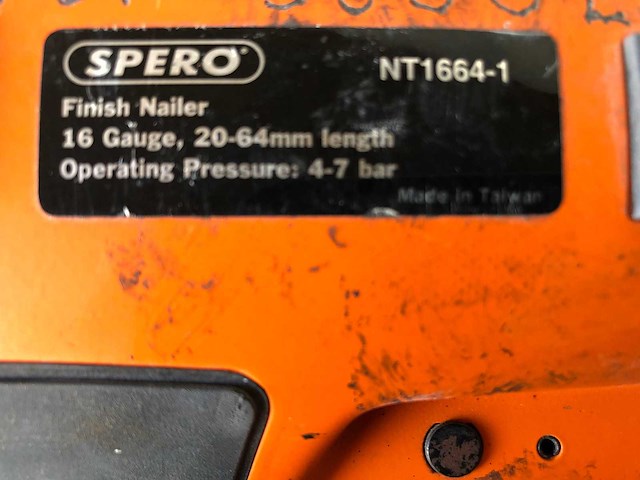 SPERO
NT1664-1
Finish Nailer
16 Gauge, 20-64mm length
Operating Pressure: 4-7 bar
Made in Taiwan